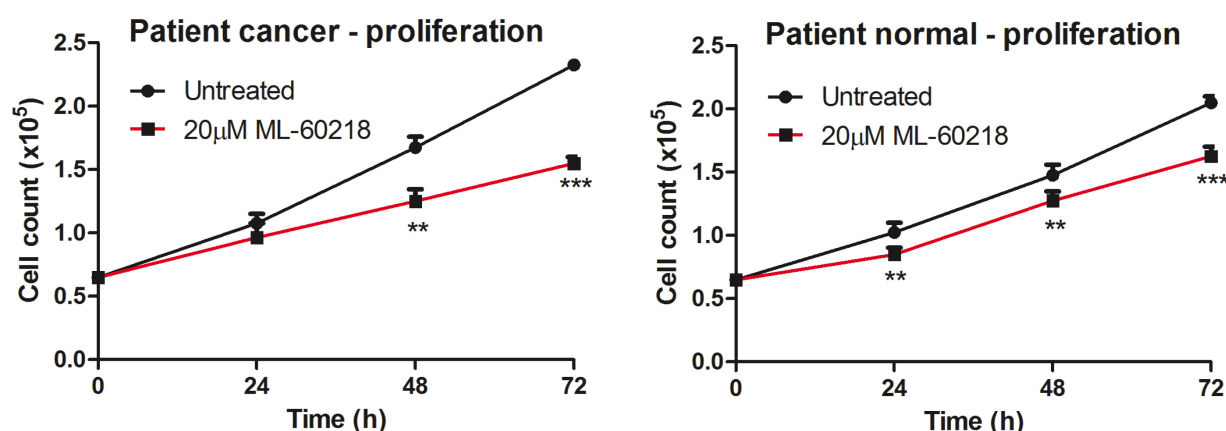 Patient cancer - proliferation
Untreated
20μM ML-60218
Cell count (x10⁵)
2.5
2.0
1.5
1.0
0.5
0.0
**
***
0
24
48
72
Time (h)
Patient normal - proliferation
Untreated
20μM ML-60218
Cell count (x10⁵)
2.5
2.0
1.5
1.0
0.5
0.0
**
**
***
0
24
48
72
Time (h)